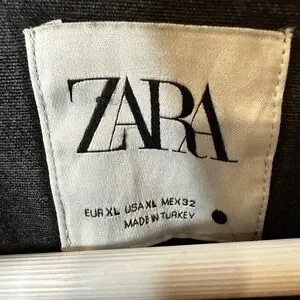 ZARA
EUR XL USA XL MEX 32
MADE IN TURKEY